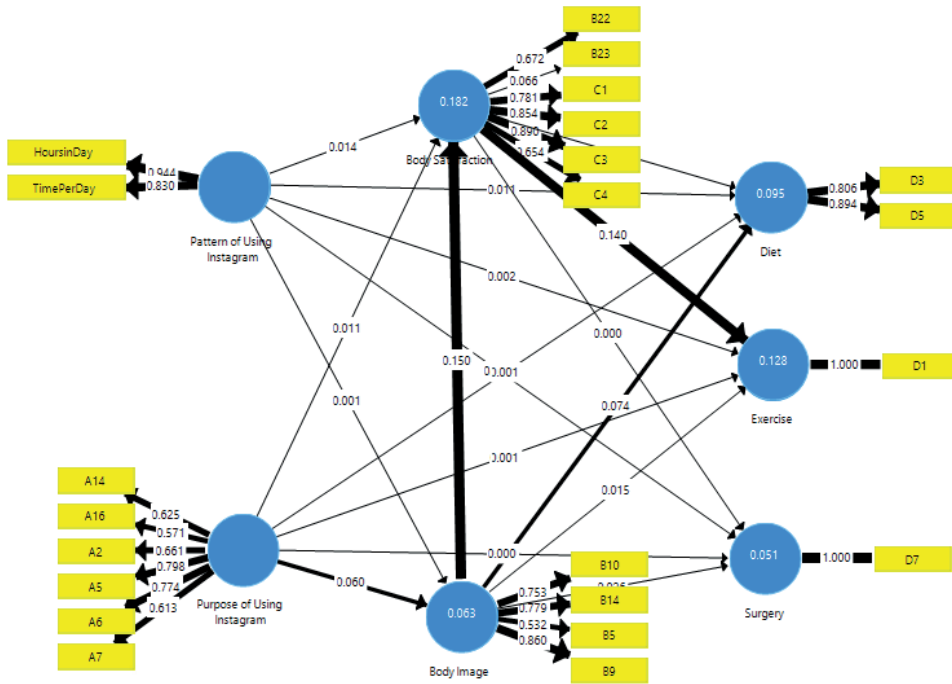 B22
0.672
B23
0.066
C1
0.781
0.182
0.854
C2
0.890
C3
0.654
C4
0.014
HoursinDay
0.944
TimePerDay
0.830
Pattern of Using
Instagram
0.011
0.806
D3
0.095
0.894
D5
Diet
0.140
0.002
0.011
0.000
0.150
0.001
0.001
0.128
1.000
D1
Exercise
0.074
0.001
0.015
A14
0.625
A16
0.571
A2
0.661
0.798
A5
0.774
A6
0.613
A7
Purpose of Using
Instagram
0.060
0.000
0.051
1.000
D7
Surgery
0.063
Body Image
B10
0.753
0.779
B14
0.532
B5
0.860
B9